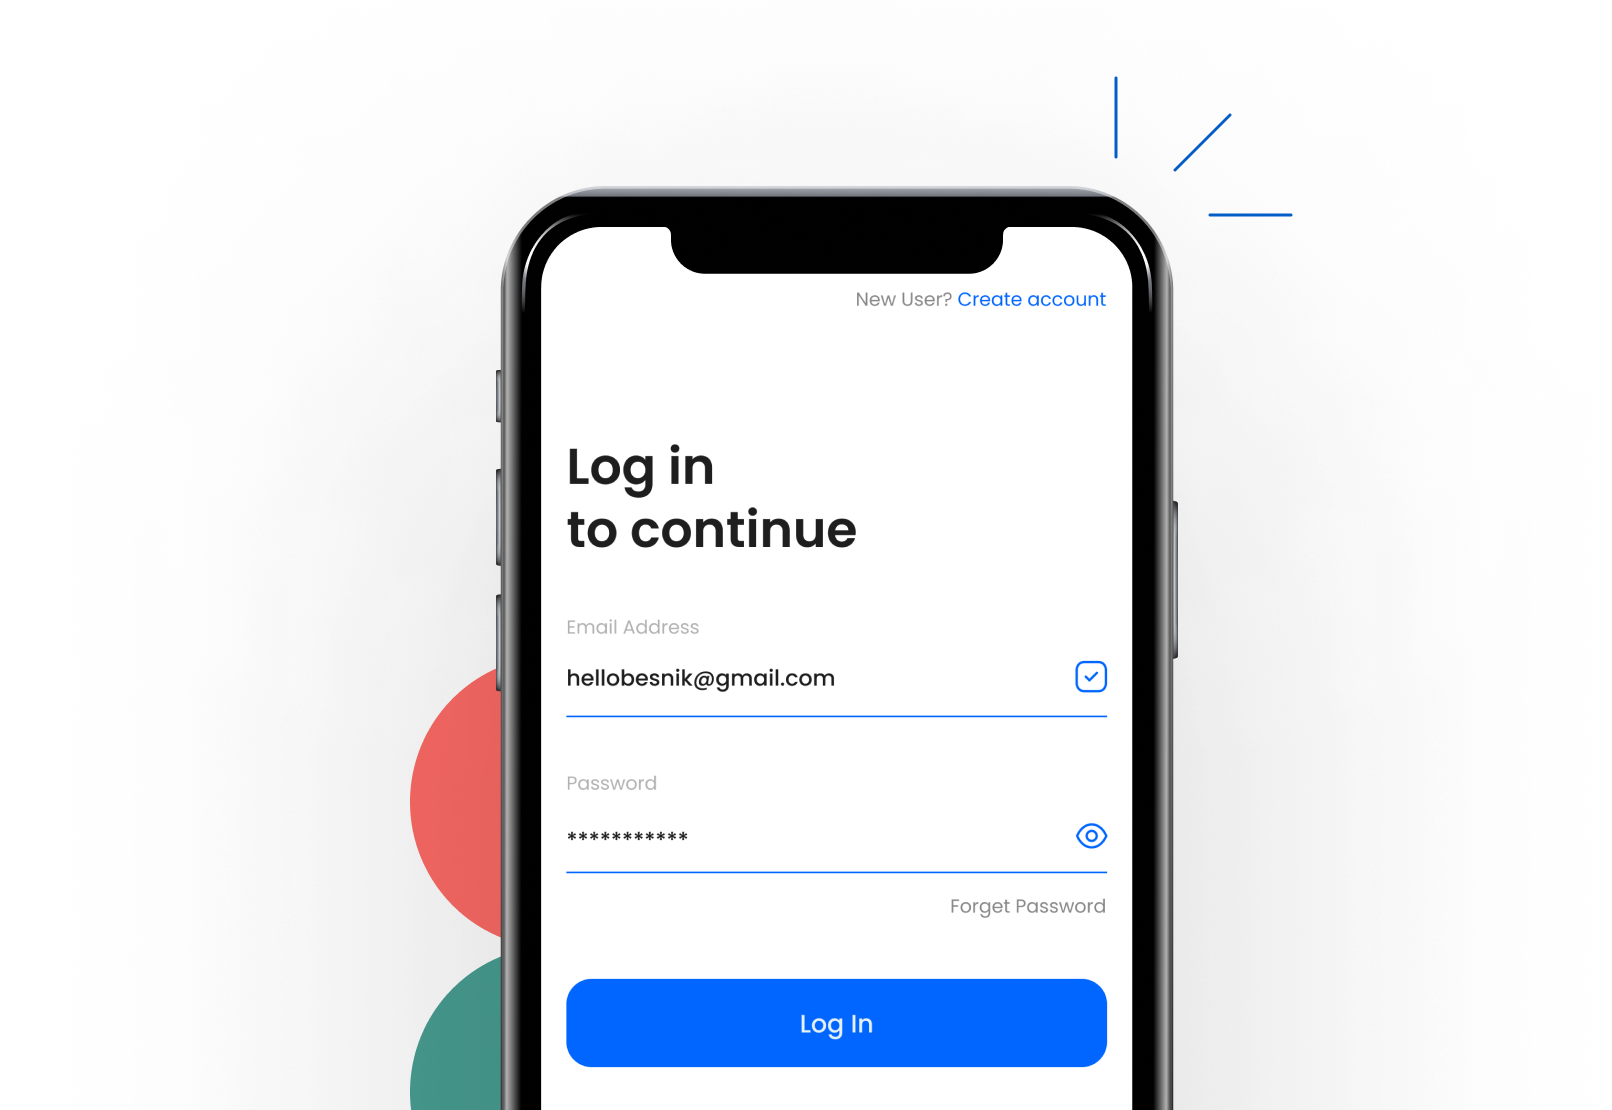 New User? Create account
Log in
to continue
Email Address
hellobesnik@gmail.com
Password
***********
Forget Password
Log In